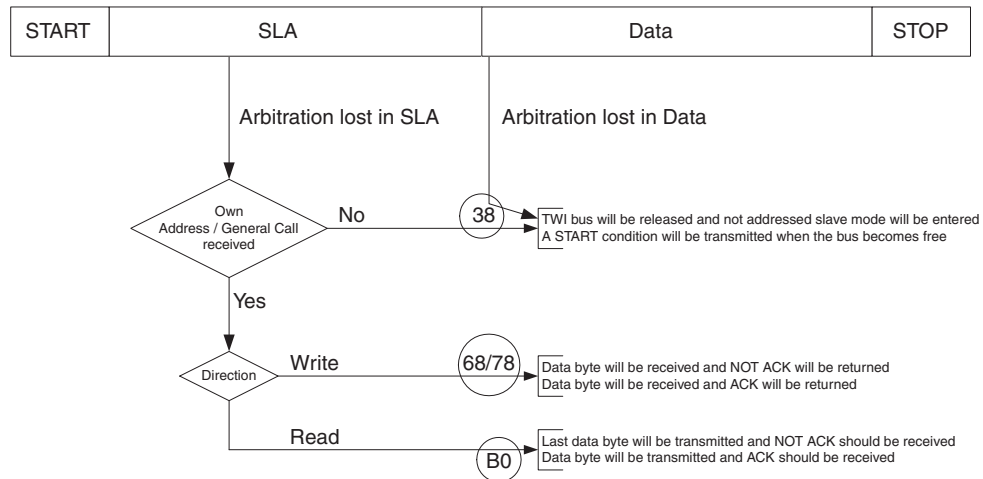 START SLA Data STOP
Arbitration lost in SLA Arbitration lost in Data
Own
Address / General Call
received
No
38
TWI bus will be released and not addressed slave mode will be entered
A START condition will be transmitted when the bus becomes free
Yes
Direction
Write
68/78
Data byte will be received and NOT ACK will be returned
Data byte will be received and ACK will be returned
Read
B0
Last data byte will be transmitted and NOT ACK should be received
Data byte will be transmitted and ACK should be received